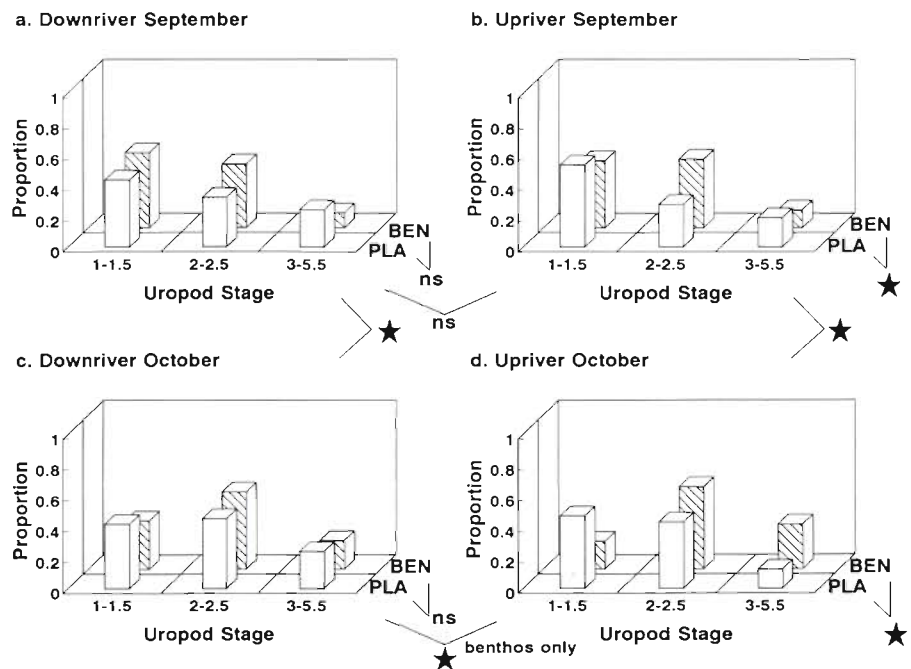 a. Downriver September
b. Upriver September
Proportion
1
0.8
0.6
0.4
0.2
0
1-1.5 2-2.5 3-5.5
BEN
PLA
Uropod Stage
ns
Proportion
1
0.8
0.6
0.4
0.2
0
1-1.5 2-2.5 3-5.5
BEN
PLA
Uropod Stage
★
ns
★
★
c. Downriver October
d. Upriver October
Proportion
1
0.8
0.6
0.4
0.2
0
1-1.5 2-2.5 3-5.5
BEN
PLA
Uropod Stage
ns
Proportion
1
0.8
0.6
0.4
0.2
0
1-1.5 2-2.5 3-5.5
BEN
PLA
Uropod Stage
★
★ benthos only